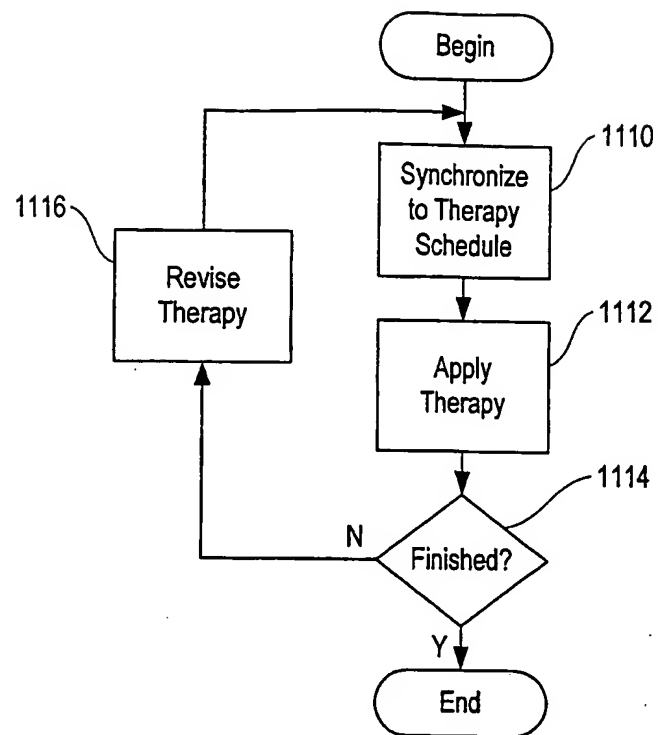 Begin
1110
Synchronize
to Therapy
Schedule
1116
Revise
Therapy
1112
Apply
Therapy
1114
N
Finished?
Y
End